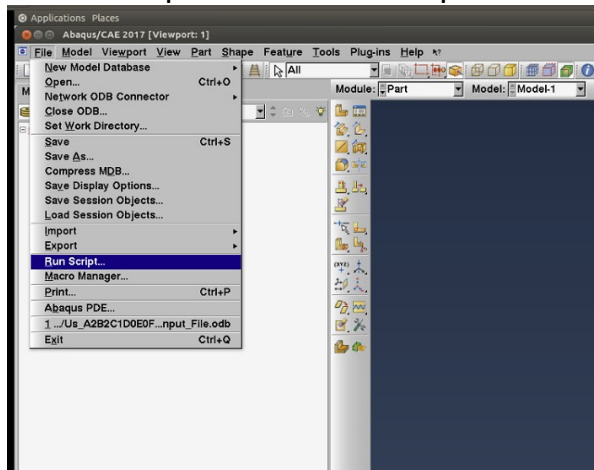 Applications Places
Abaqus/CAE 2017 [Viewport: 1]
File Model Viewport View Part Shape Feature Tools Plug-ins Help
All
Module: Part Model: Model-1
New Model Database
Open... Ctrl+O
Network ODB Connector
Close ODB...
Set Work Directory...
Save Ctrl+S
Save As...
Compress MDB...
Save Display Options...
Save Session Objects...
Load Session Objects...
Import
Export
Run Script...
Macro Manager...
Print... Ctrl+P
Abaqus PDE...
1 .../Us_A2B2C1D0E0F...nput_File.odb
Exit Ctrl+Q